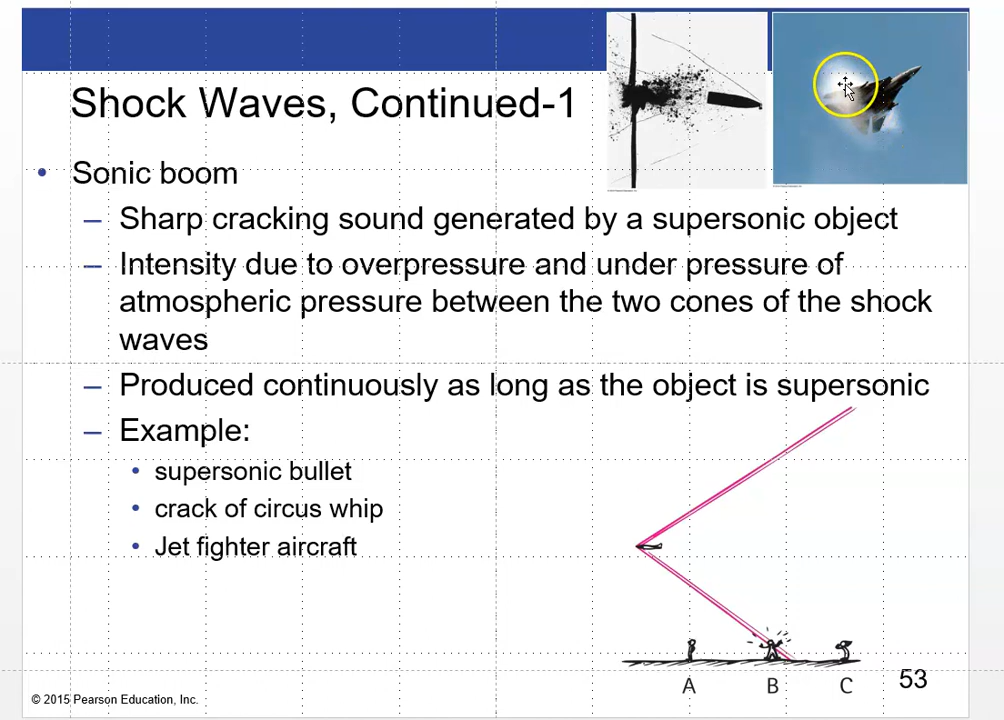 Shock Waves, Continued-1
• Sonic boom
– Sharp cracking sound generated by a supersonic object
– Intensity due to overpressure and under pressure of
atmospheric pressure between the two cones of the shock
waves
– Produced continuously as long as the object is supersonic
– Example:
• supersonic bullet
• crack of circus whip
• Jet fighter aircraft
A B C
53
© 2015 Pearson Education, Inc.